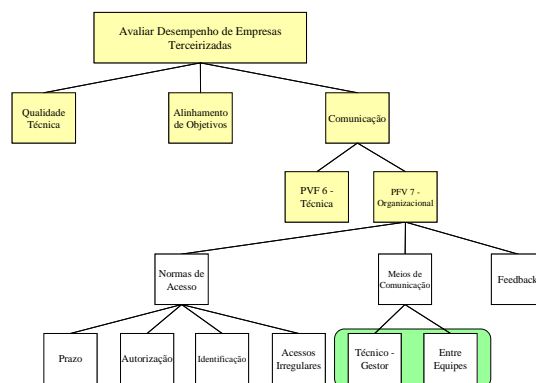 Avaliar Desempenho de Empresas
Terceirizadas
Qualidade
Técnica
Alinhamento
de Objetivos
Comunicação
PVF 6 -
Técnica
PFV 7 -
Organizacional
Normas de
Acesso
Meios de
Comunicação
Feedback
Prazo
Autorização
Identificação
Acessos
Irregulares
Técnico -
Gestor
Entre
Equipes